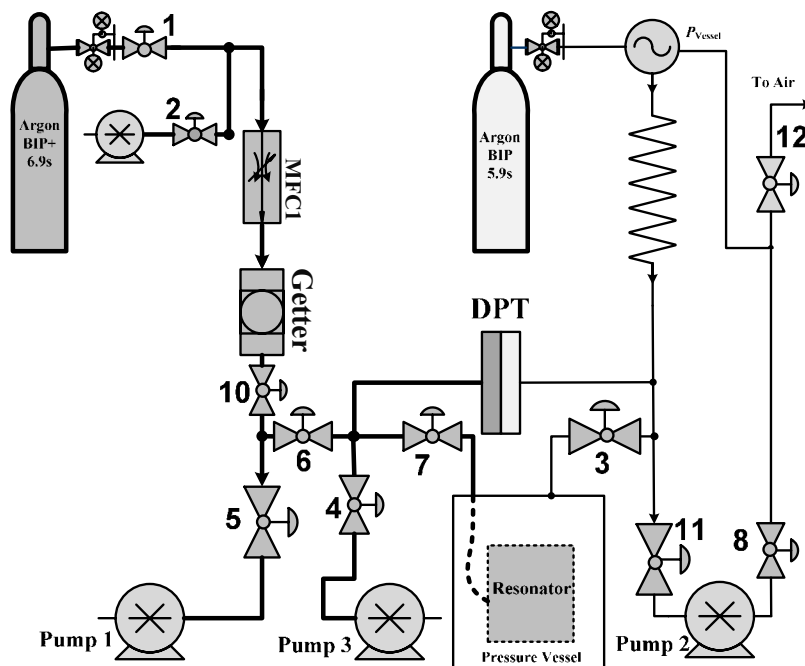 1
P Vessel
To Air
2
Argon
BIP+
6.9s
Argon
BIP
5.9s
12
MFC1
Getter
DPT
10
6
7
3
5
4
11
8
Resonator
Pump 1
Pump 3
Pump 2
Pressure Vessel